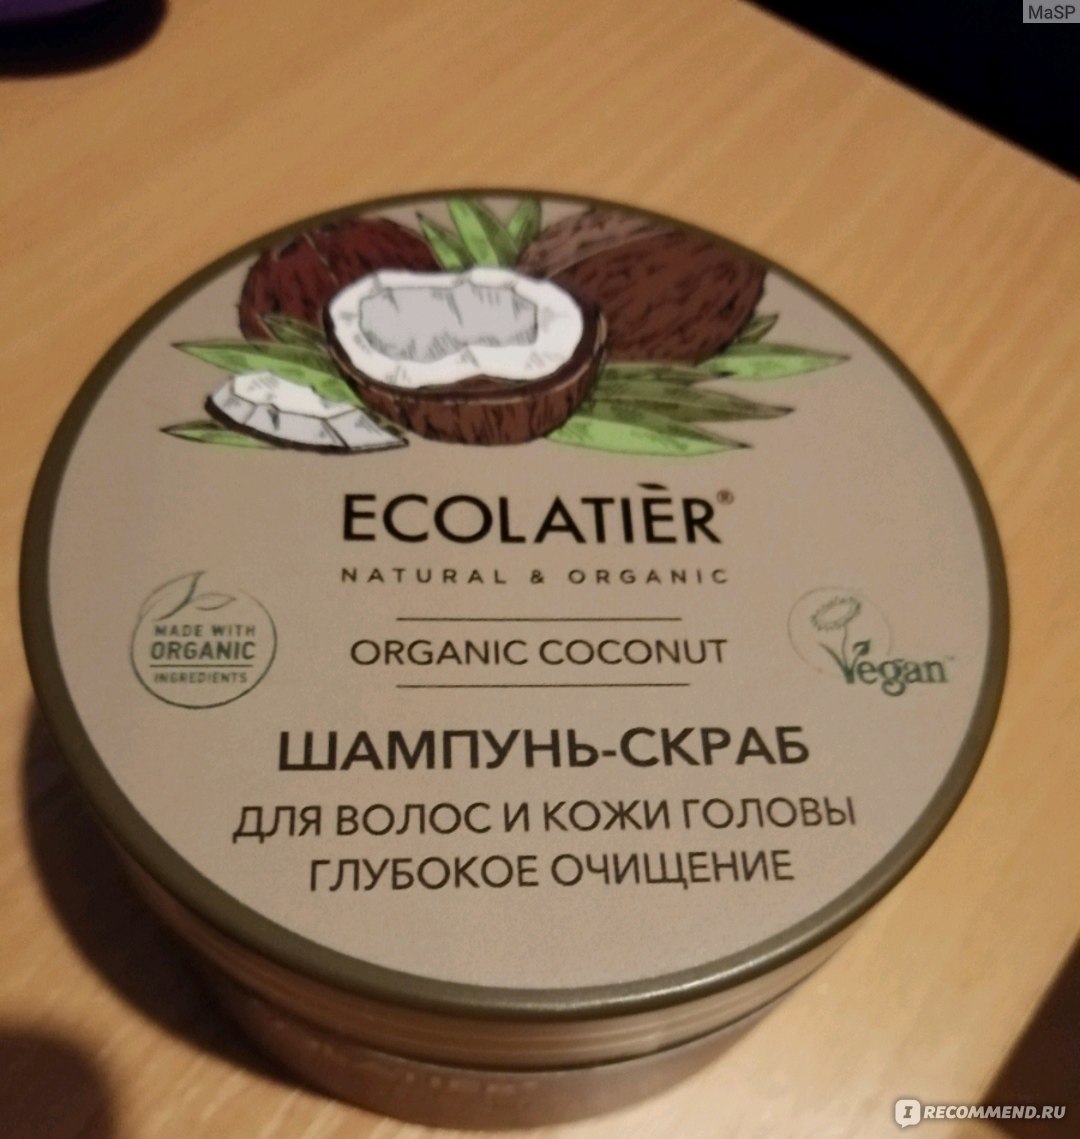 MaSP
ECOLATIÈR®
NATURAL & ORGANIC
MADE WITH
ORGANIC
INGREDIENTS
ORGANIC COCONUT
Vegan™
ШАМПУНЬ-СКРАБ
ДЛЯ ВОЛОС И КОЖИ ГОЛОВЫ
ГЛУБОКОЕ ОЧИЩЕНИЕ
I RECOMMEND.RU